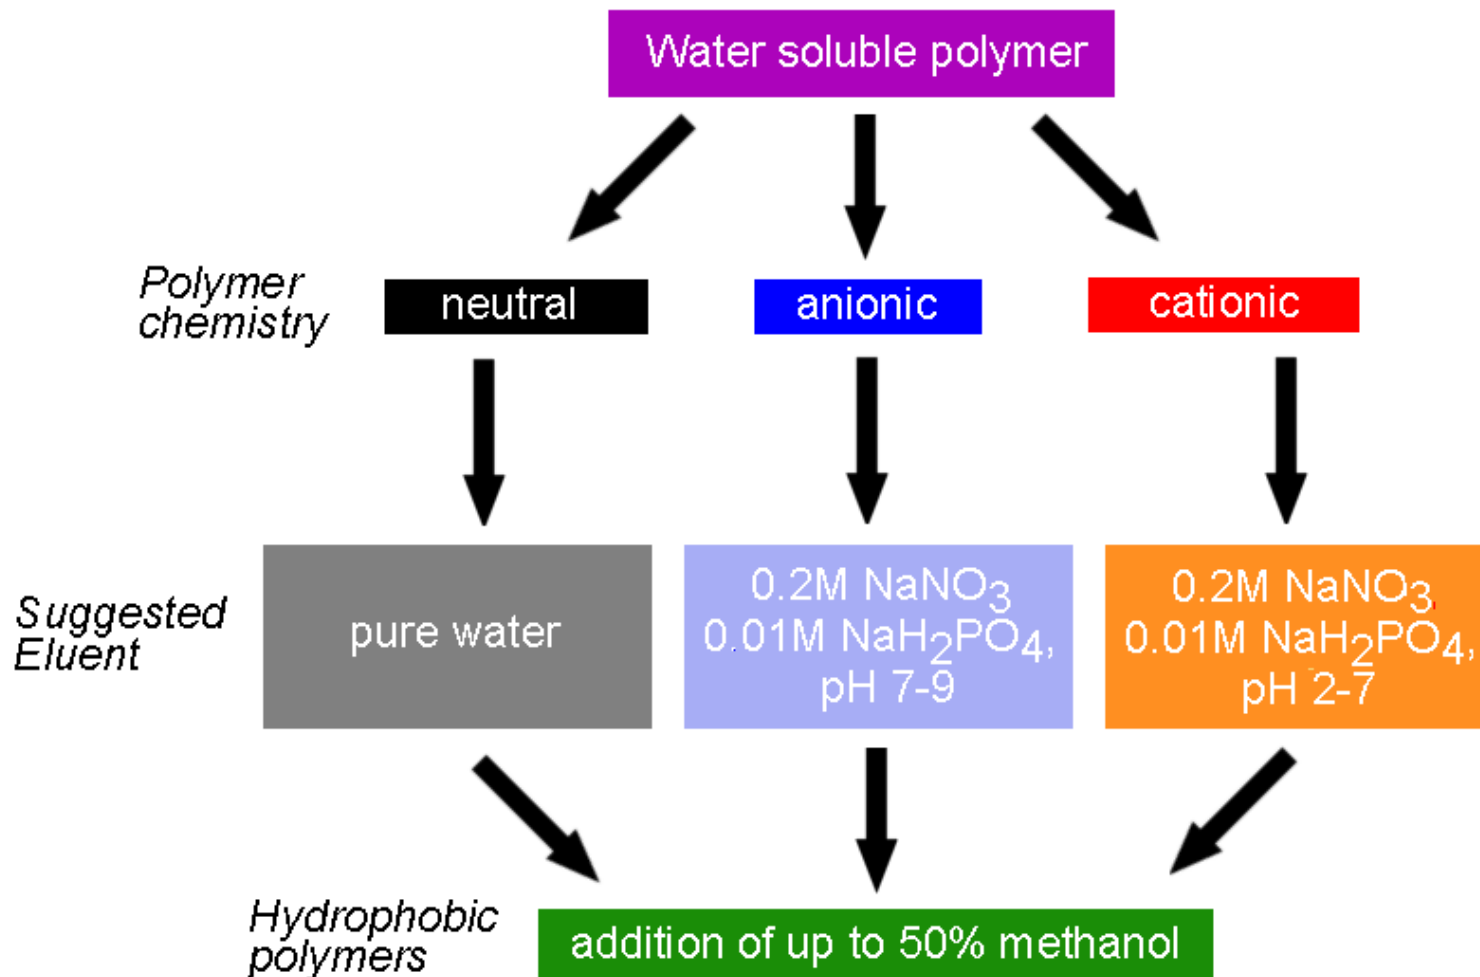 Water soluble polymer
Polymer
chemistry
neutral
anionic
cationic
Suggested
Eluent
pure water
0.2M NaNO₃
0.01M NaH₂PO₄,
pH 7-9
0.2M NaNO₃,
0.01M NaH₂PO₄,
pH 2-7
Hydrophobic
polymers
addition of up to 50% methanol